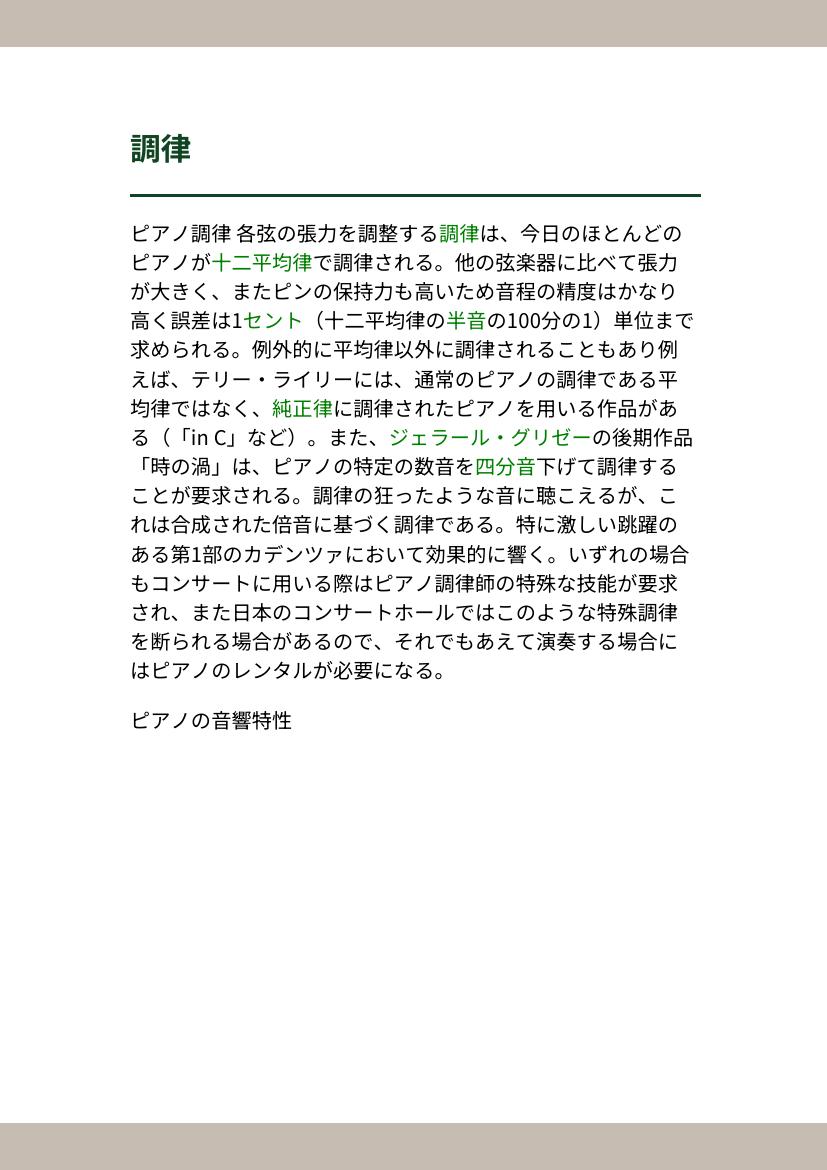 調律
ピアノ調律 各弦の張力を調整する調律は、今日のほとんどの
ピアノが十二平均律で調律される。他の弦楽器に比べて張力
が大きく、またピンの保持力も高いため音程の精度はかなり
高く誤差は1セント（十二平均律の半音の100分の1）単位まで
求められる。例外的に平均律以外に調律されることもあり例
えば、テリー・ライリーには、通常のピアノの調律である平
均律ではなく、純正律に調律されたピアノを用いる作品があ
る（「in C」など）。また、ジェラール・グリゼーの後期作品
「時の渦」は、ピアノの特定の数音を四分音下げて調律する
ことが要求される。調律の狂ったような音に聴こえるが、こ
れは合成された倍音に基づく調律である。特に激しい跳躍の
ある第1部のカデンツァにおいて効果的に響く。いずれの場合
もコンサートに用いる際はピアノ調律師の特殊な技能が要求
され、また日本のコンサートホールではこのような特殊調律
を断られる場合があるので、それでもあえて演奏する場合に
はピアノのレンタルが必要になる。
ピアノの音響特性